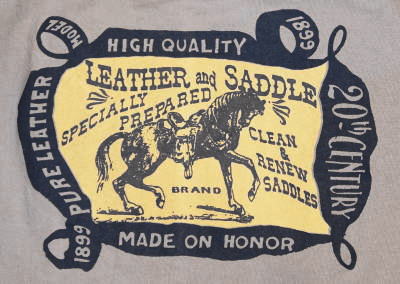 MODEL
HIGH QUALITY
1899
LEATHER and SADDLE
SPECIALLY
PREPARED
CLEAN
&
RENEW
SADDLES
BRAND
PURE LEATHER
1899
20th CENTURY
MADE ON HONOR